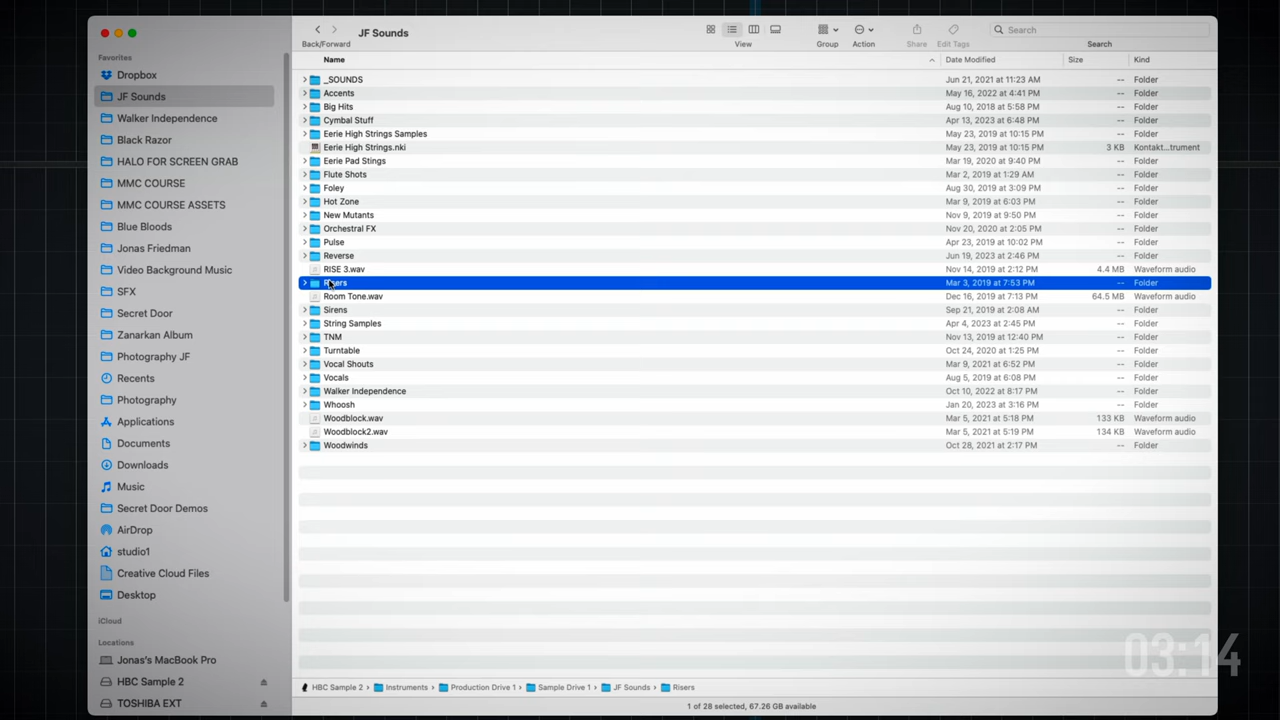 JF Sounds
Back/Forward
View
Group
Action
Share
Edit Tags
Search
Search
Favorites
Dropbox
JF Sounds
Walker Independence
Black Razor
HALO FOR SCREEN GRAB
MMC COURSE
MMC COURSE ASSETS
Blue Bloods
Jonas Friedman
Video Background Music
SFX
Secret Door
Zanarkan Album
Photography JF
Recents
Photography
Applications
Documents
Downloads
Music
Secret Door Demos
AirDrop
studio1
Creative Cloud Files
Desktop
iCloud
Locations
Jonas's MacBook Pro
HBC Sample 2
TOSHIBA EXT
Name Date Modified Size Kind
_SOUNDS Jun 21, 2021 at 11:23 AM -- Folder
Accents May 16, 2022 at 4:41 PM -- Folder
Big Hits Aug 10, 2018 at 5:58 PM -- Folder
Cymbal Stuff Apr 13, 2023 at 6:48 PM -- Folder
Eerie High Strings Samples May 23, 2019 at 10:15 PM -- Folder
Eerie High Strings.nki May 23, 2019 at 10:15 PM 3 KB Kontakt...trument
Eerie Pad Stings Mar 19, 2020 at 9:40 PM -- Folder
Flute Shots Mar 2, 2019 at 1:29 AM -- Folder
Foley Aug 30, 2019 at 3:09 PM -- Folder
Hot Zone Mar 9, 2019 at 6:03 PM -- Folder
New Mutants Nov 9, 2019 at 9:50 PM -- Folder
Orchestral FX Nov 20, 2020 at 2:05 PM -- Folder
Pulse Apr 23, 2019 at 10:02 PM -- Folder
Reverse Jun 19, 2023 at 2:46 PM -- Folder
RISE 3.wav Nov 14, 2019 at 2:12 PM 4.4 MB Waveform audio
Risers Mar 3, 2019 at 7:53 PM -- Folder
Room Tone.wav Dec 16, 2019 at 7:13 PM 64.5 MB Waveform audio
Sirens Sep 21, 2019 at 2:08 AM -- Folder
String Samples Apr 4, 2023 at 2:45 PM -- Folder
TNM Nov 13, 2019 at 12:40 PM -- Folder
Turntable Oct 24, 2020 at 1:25 PM -- Folder
Vocal Shouts Mar 9, 2021 at 6:52 PM -- Folder
Vocals Aug 5, 2019 at 6:08 PM -- Folder
Walker Independence Oct 10, 2022 at 8:17 PM -- Folder
Whoosh Jan 20, 2023 at 3:16 PM -- Folder
Woodblock.wav Mar 5, 2021 at 5:18 PM 133 KB Waveform audio
Woodblock2.wav Mar 5, 2021 at 5:19 PM 134 KB Waveform audio
Woodwinds Oct 28, 2021 at 2:17 PM -- Folder
03:14
HBC Sample 2 › Instruments › Production Drive 1 › Sample Drive 1 › JF Sounds › Risers
1 of 28 selected, 67.26 GB available